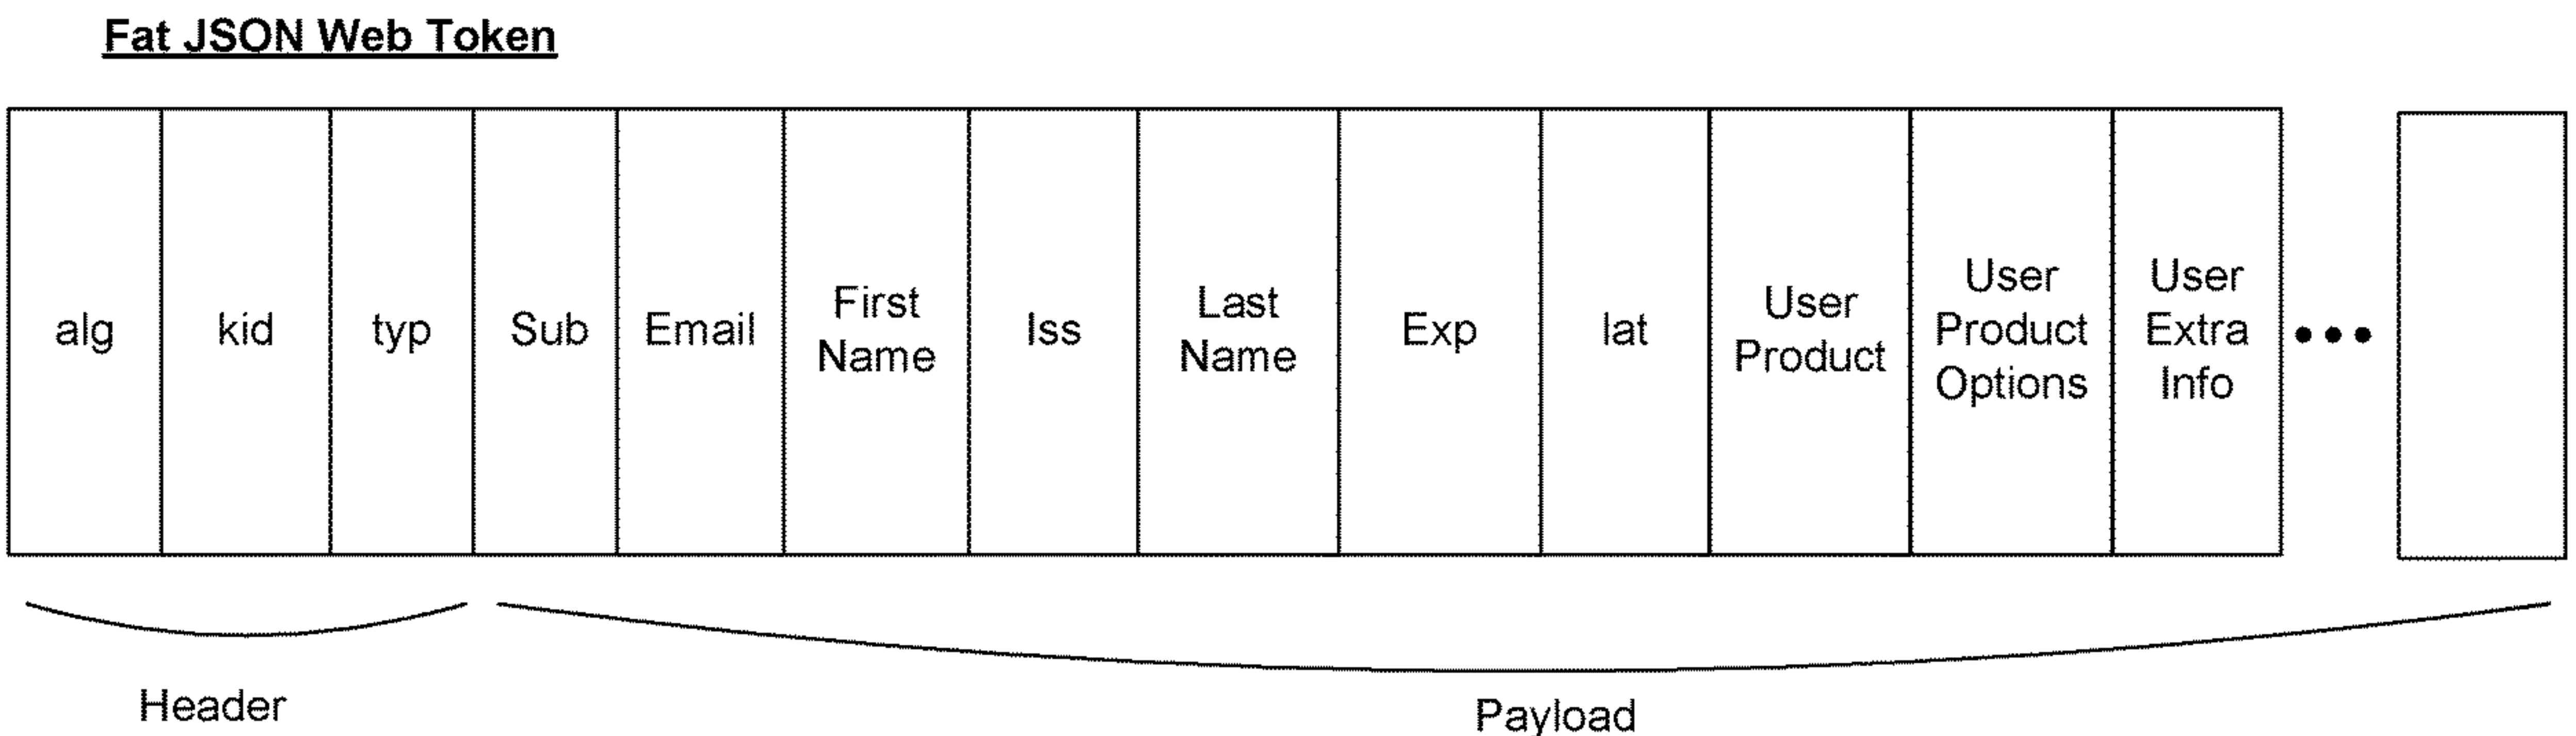 Fat JSON Web Token
alg
kid
typ
Sub
Email
First
Name
Iss
Last
Name
Exp
Iat
User
Product
User
Product
Options
User
Extra
Info
Header
Payload